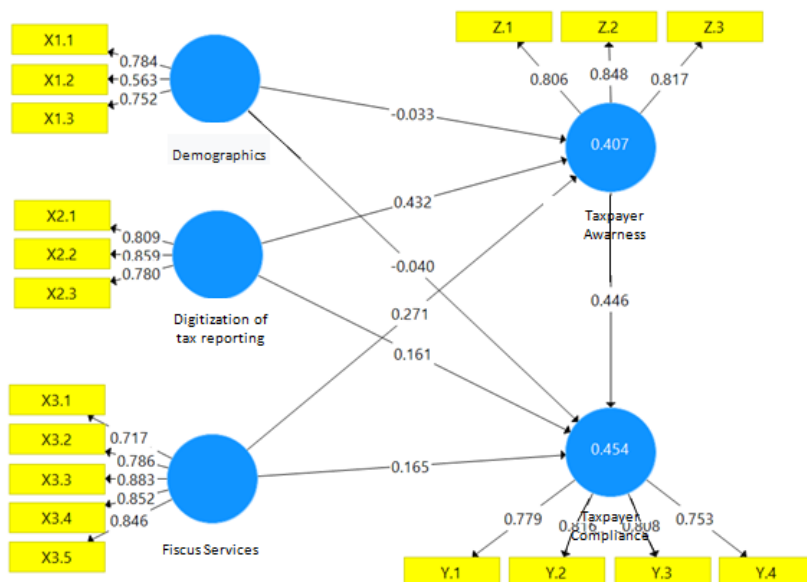 X1.1
X1.2
X1.3
0.784
0.563
0.752
Demographics
X2.1
X2.2
X2.3
0.809
0.859
0.780
Digitization of
tax reporting
X3.1
X3.2
X3.3
X3.4
X3.5
0.717
0.786
0.883
0.852
0.846
Fiscus Services
-0.033
0.432
-0.040
0.271
0.161
0.165
Z.1
Z.2
Z.3
0.806
0.848
0.817
0.407
Taxpayer
Awarness
0.446
0.454
Taxpayer
Compliance
0.779
0.816
0.808
0.753
Y.1
Y.2
Y.3
Y.4